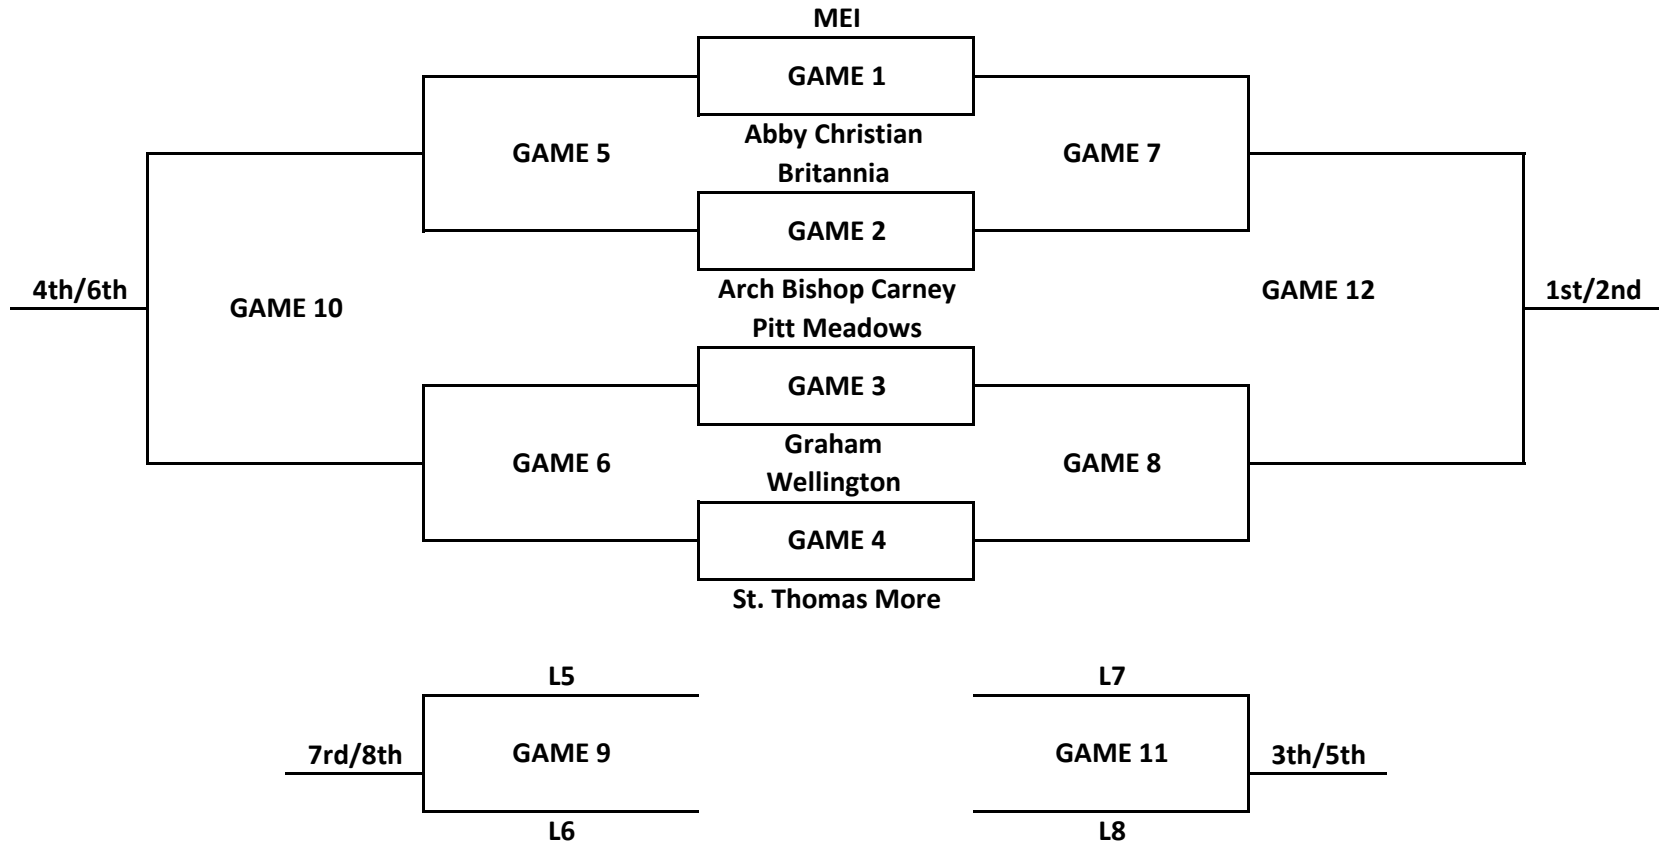 MEI
GAME 1
Abby Christian
GAME 5
GAME 7
Britannia
GAME 2
4th/6th
Arch Bishop Carney
GAME 12
1st/2nd
GAME 10
Pitt Meadows
GAME 3
Graham
GAME 6
GAME 8
Wellington
GAME 4
St. Thomas More
L5
L7
7rd/8th
GAME 9
GAME 11
3th/5th
L6
L8